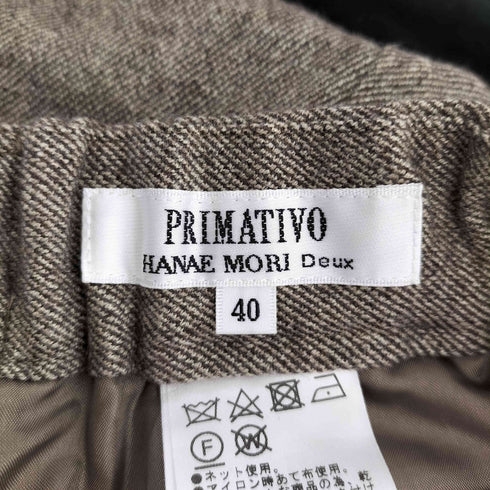 PRIMATIVO
HANAE MORI Deux
40
F W
●ネット使用。
●アイロン時あて布使用。